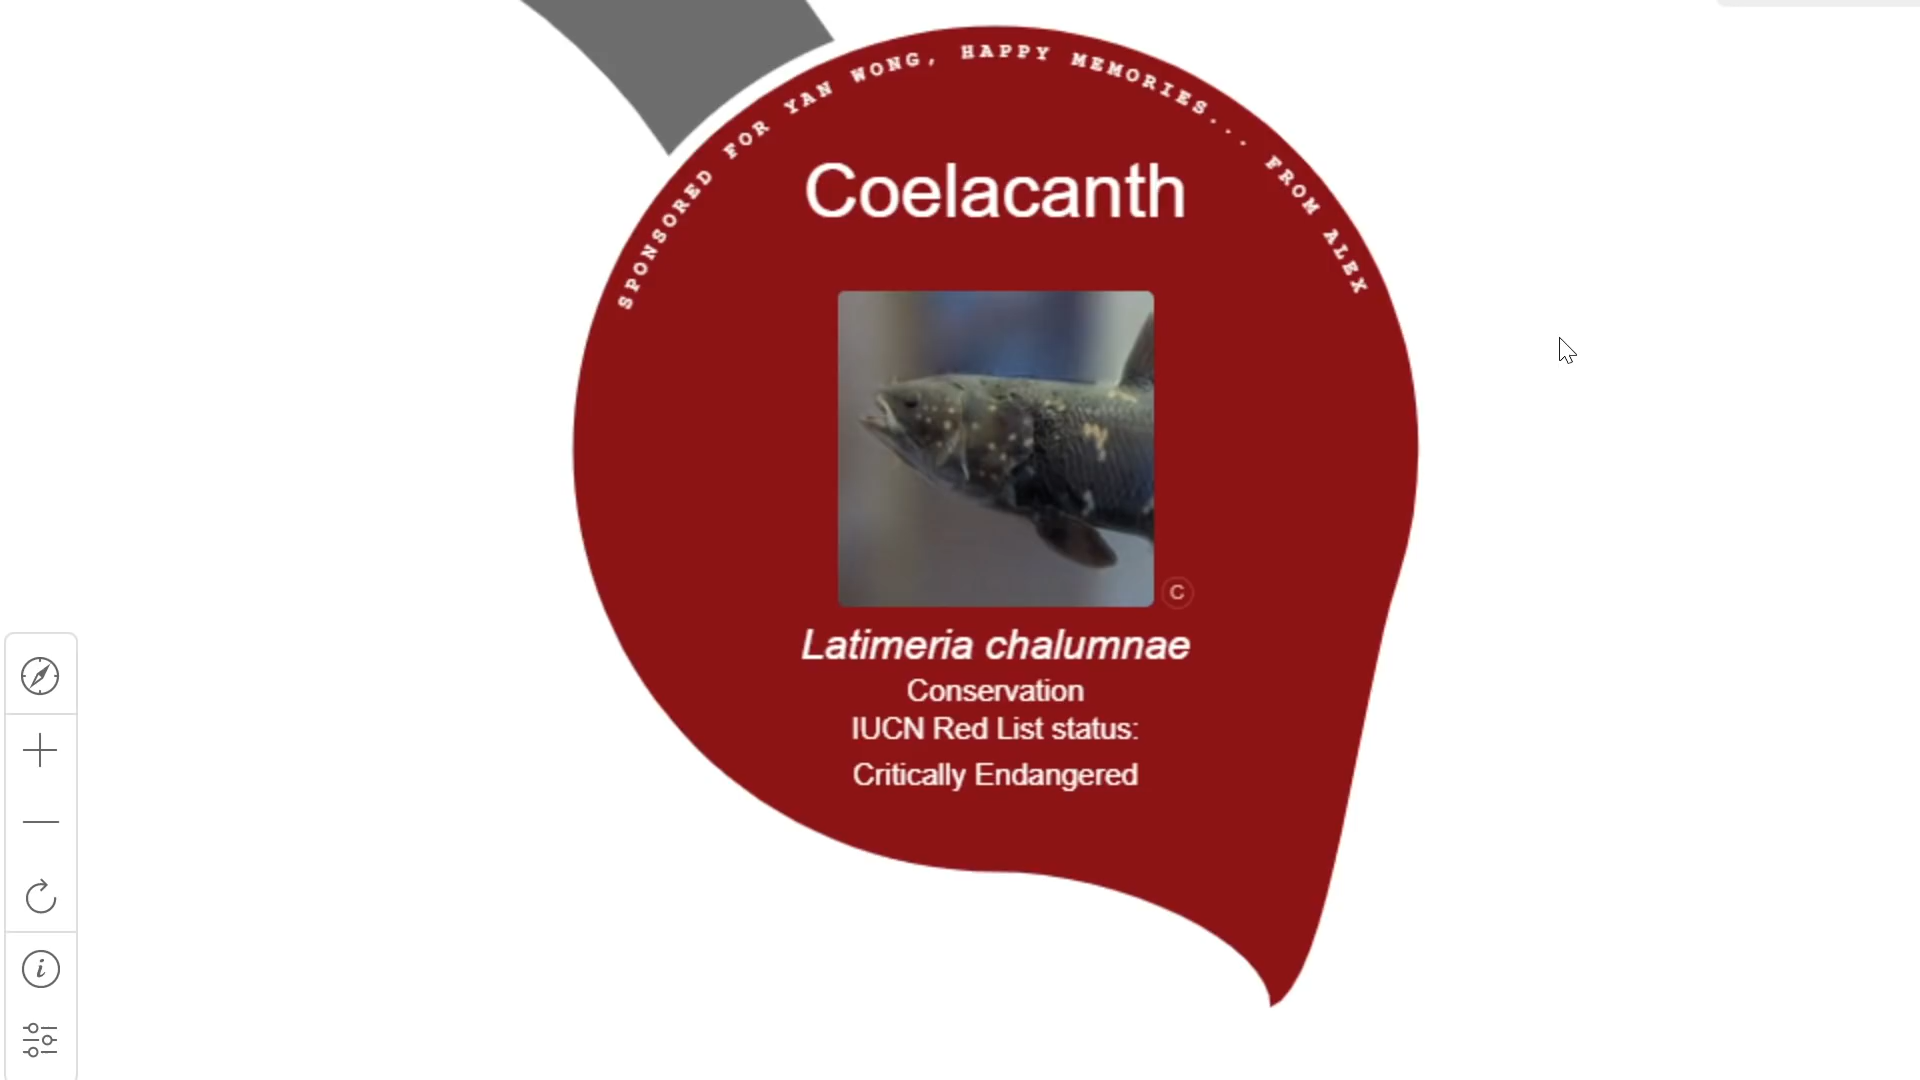 SPONSORED FOR YAN WONG, HAPPY MEMORIES... FROM ALEX
Coelacanth
C
Latimeria chalumnae
Conservation
IUCN Red List status:
Critically Endangered